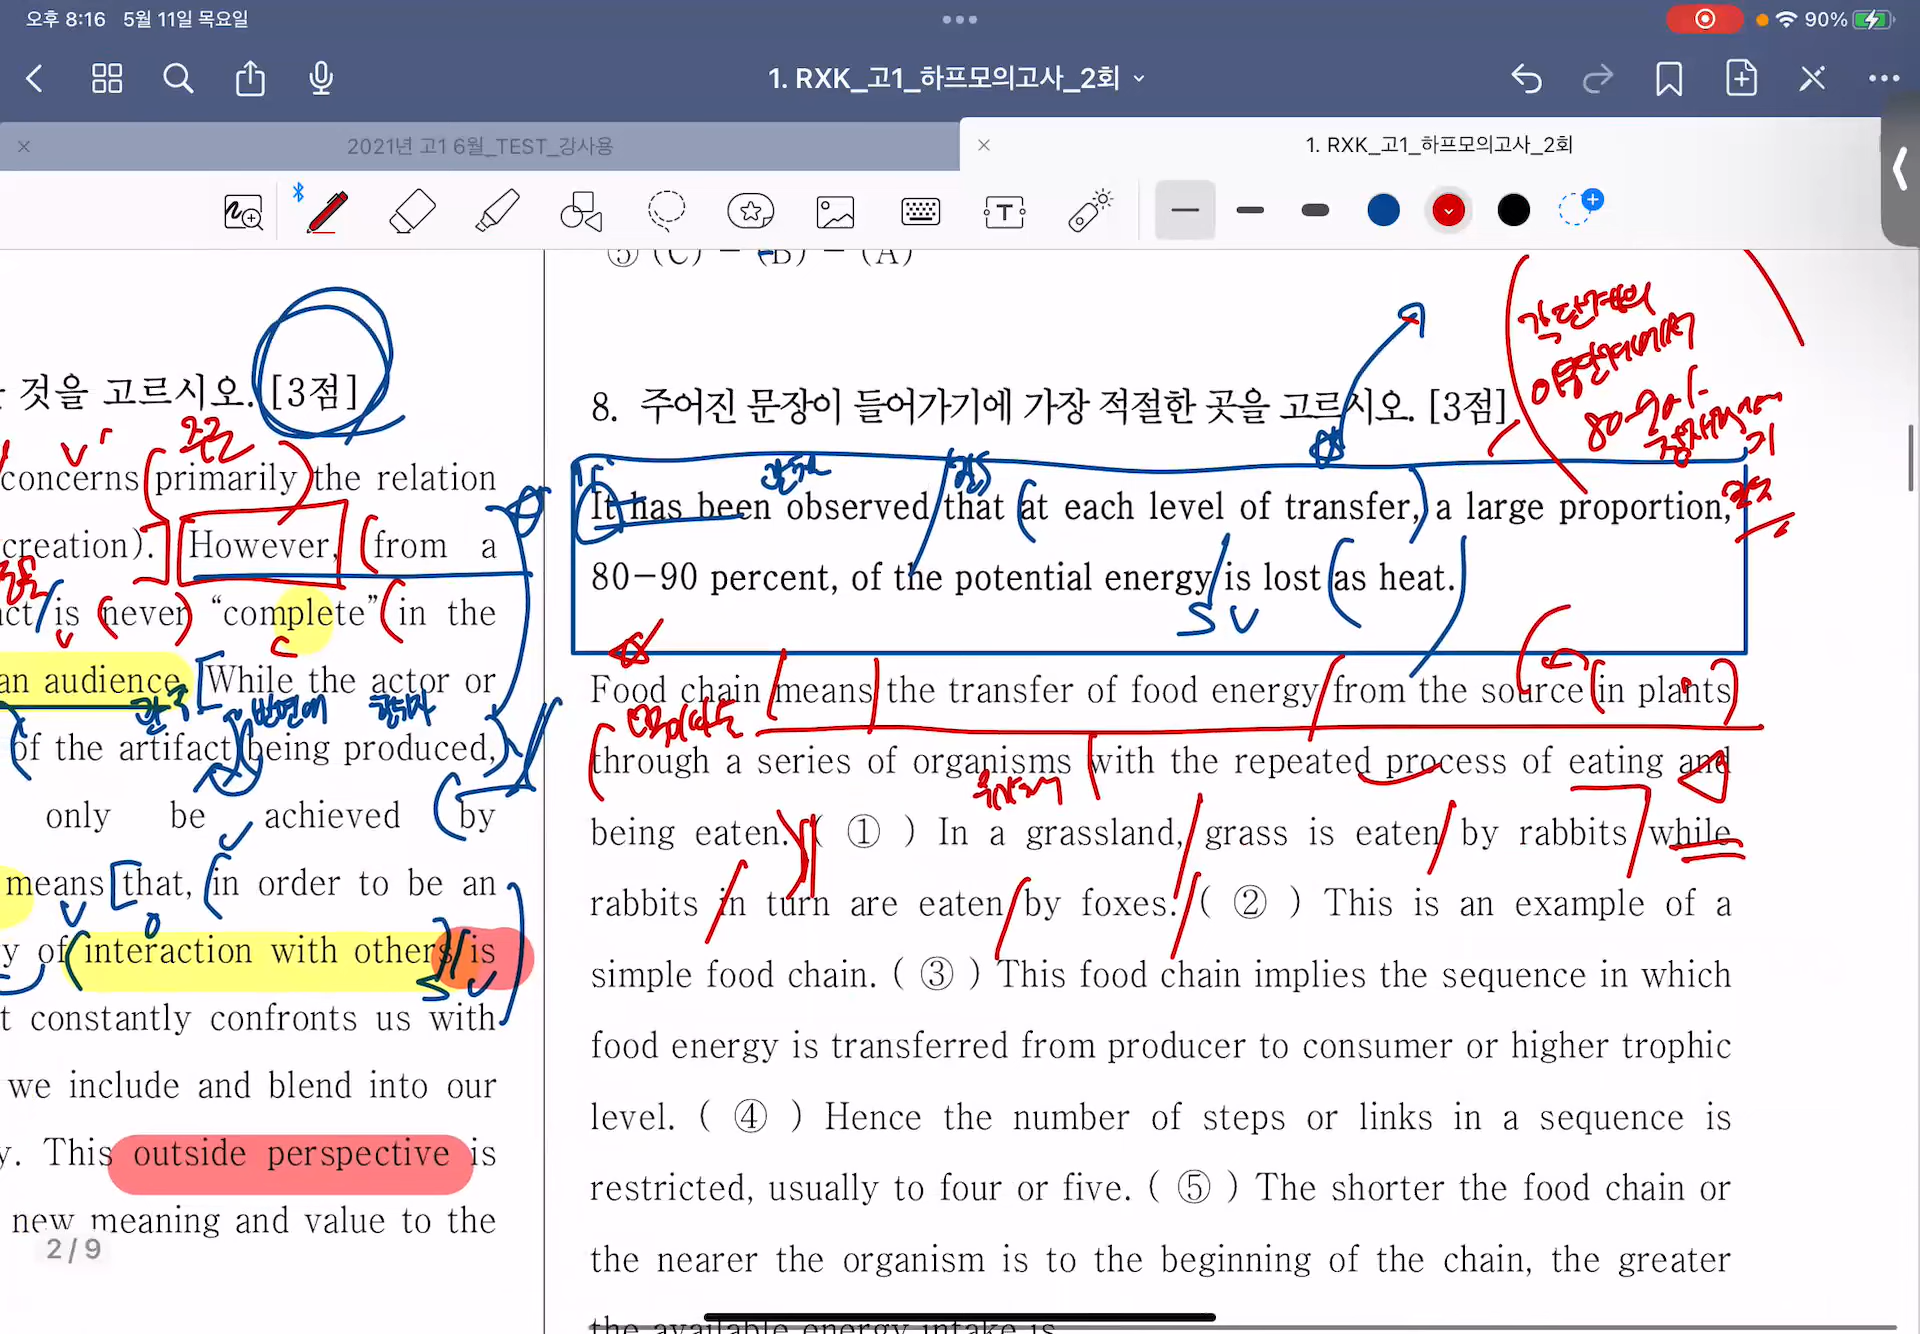 오후 8:16 5월 11일 목요일
90%
1. RXK_고1_하프모의고사_2회
2021년 고1 6월_TEST_강사용
1. RXK_고1_하프모의고사_2회
것을 고르시오. [3점]
concerns primarily the relation
creation). However, from a
is never “complete” in the
an audience. While the actor or
of the artifact being produced,
only be achieved by
means that, in order to be an
of interaction with others is
constantly confronts us with
we include and blend into our
This outside perspective is
new meaning and value to the
2 / 9
⑤ (C) - (B) - (A)
8. 주어진 문장이 들어가기에 가장 적절한 곳을 고르시오. [3점]
It has been observed that at each level of transfer, a large proportion,
80-90 percent, of the potential energy is lost as heat.
S V
Food chain means the transfer of food energy from the source in plants
through a series of organisms with the repeated process of eating and
being eaten. ( ① ) In a grassland, grass is eaten by rabbits while
rabbits in turn are eaten by foxes. ( ② ) This is an example of a
simple food chain. ( ③ ) This food chain implies the sequence in which
food energy is transferred from producer to consumer or higher trophic
level. ( ④ ) Hence the number of steps or links in a sequence is
restricted, usually to four or five. ( ⑤ ) The shorter the food chain or
the nearer the organism is to the beginning of the chain, the greater
the available energy intake is.